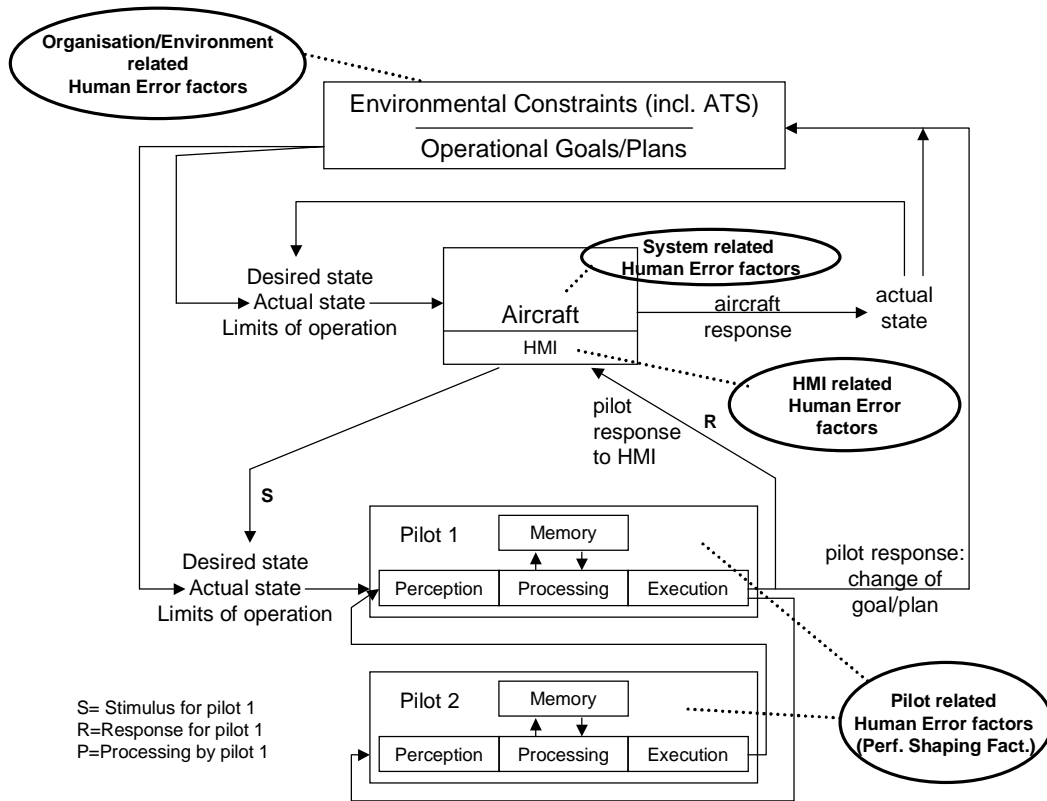 Organisation/Environment
related
Human Error factors
Environmental Constraints (incl. ATS)
Operational Goals/Plans
System related
Human Error factors
Desired state
Actual state
Limits of operation
Aircraft
HMI
aircraft
response
actual
state
HMI related
Human Error
factors
pilot
response
to HMI
R
S
Desired state
Actual state
Limits of operation
Pilot 1
Memory
Perception
Processing
Execution
pilot response:
change of
goal/plan
Pilot 2
Memory
Perception
Processing
Execution
Pilot related
Human Error factors
(Perf. Shaping Fact.)
S= Stimulus for pilot 1
R=Response for pilot 1
P=Processing by pilot 1